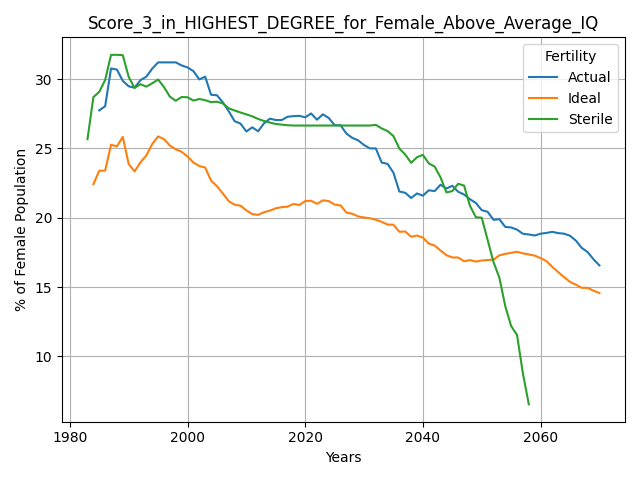 Score_3_in_HIGHEST_DEGREE_for_Female_Above_Average_IQ
Fertility
Actual
Ideal
Sterile
% of Female Population
30
25
20
15
10
1980
2000
2020
2040
2060
Years